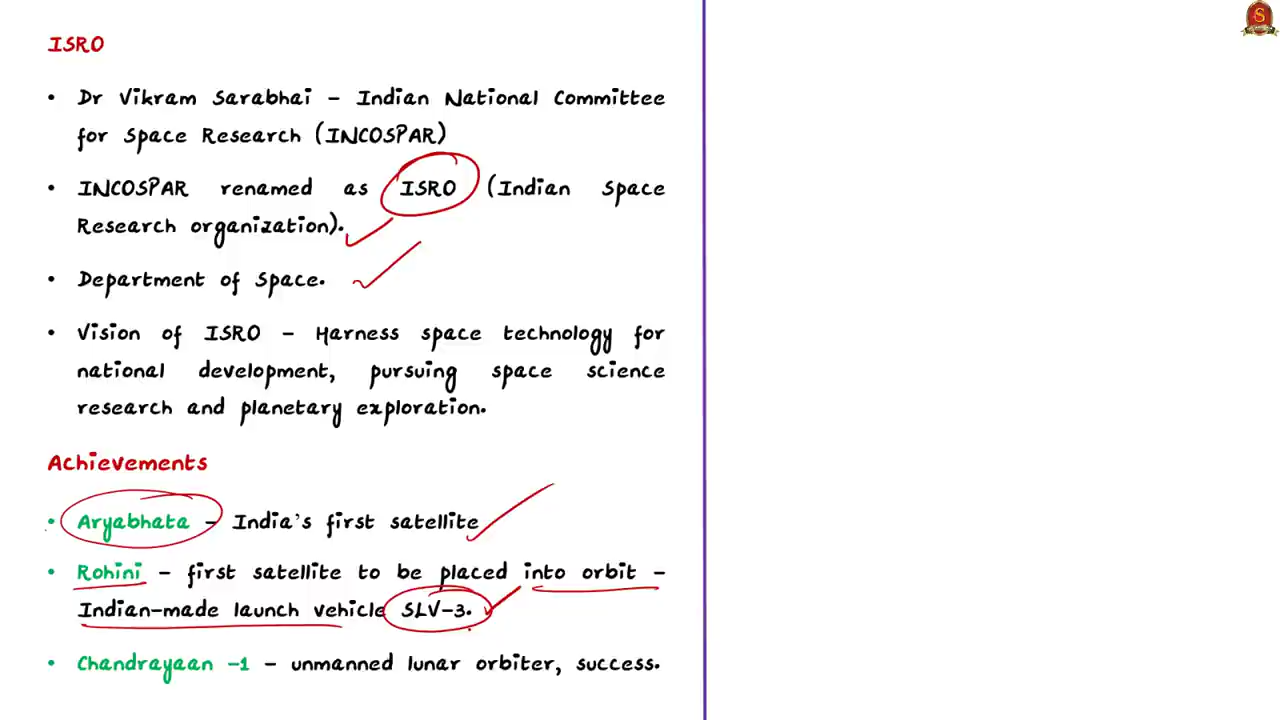 ISRO
• Dr Vikram Sarabhai – Indian National Committee
for Space Research (INCOSPAR)
• INCOSPAR renamed as ISRO (Indian Space
Research organization).
• Department of Space.
• Vision of ISRO – Harness space technology for
national development, pursuing space science
research and planetary exploration.
Achievements
• Aryabhata – India's first satellite
• Rohini – first satellite to be placed into orbit –
Indian-made launch vehicle SLV-3.
• Chandrayaan -1 – unmanned lunar orbiter, success.
S